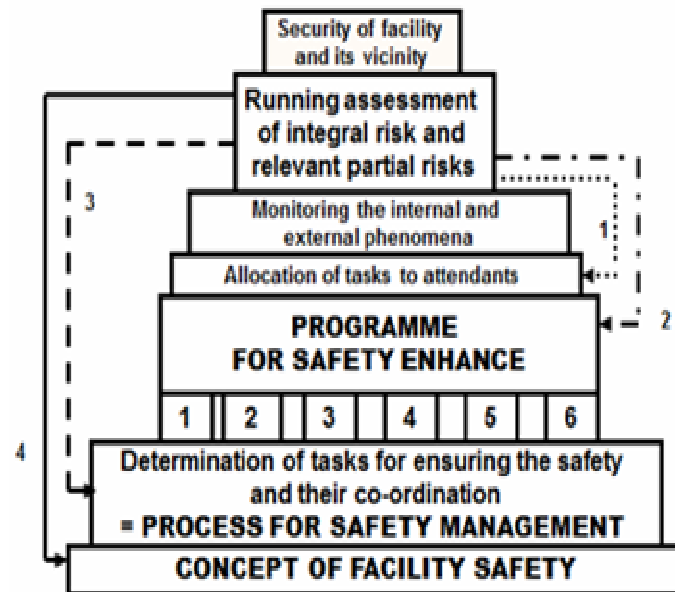 Security of facility
and its vicinity
Running assessment
of integral risk and
relevant partial risks
3
Monitoring the internal and
external phenomena
1
Allocation of tasks to attendants
PROGRAMME
FOR SAFETY ENHANCE
2
1 2 3 4 5 6
4
Determination of tasks for ensuring the safety
and their co-ordination
= PROCESS FOR SAFETY MANAGEMENT
CONCEPT OF FACILITY SAFETY